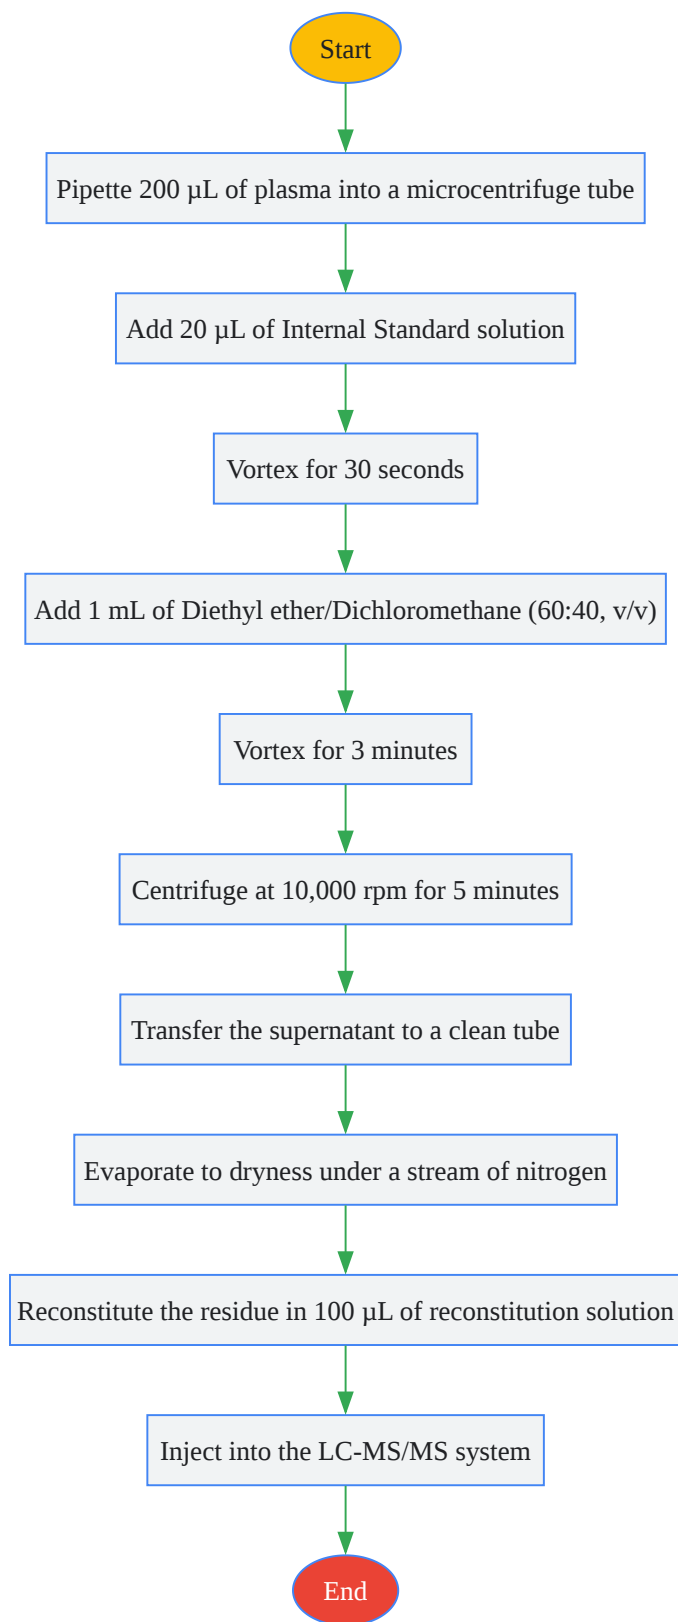 Start
Pipette 200 µL of plasma into a microcentrifuge tube
Add 20 µL of Internal Standard solution
Vortex for 30 seconds
Add 1 mL of Diethyl ether/Dichloromethane (60:40, v/v)
Vortex for 3 minutes
Centrifuge at 10,000 rpm for 5 minutes
Transfer the supernatant to a clean tube
Evaporate to dryness under a stream of nitrogen
Reconstitute the residue in 100 µL of reconstitution solution
Inject into the LC-MS/MS system
End